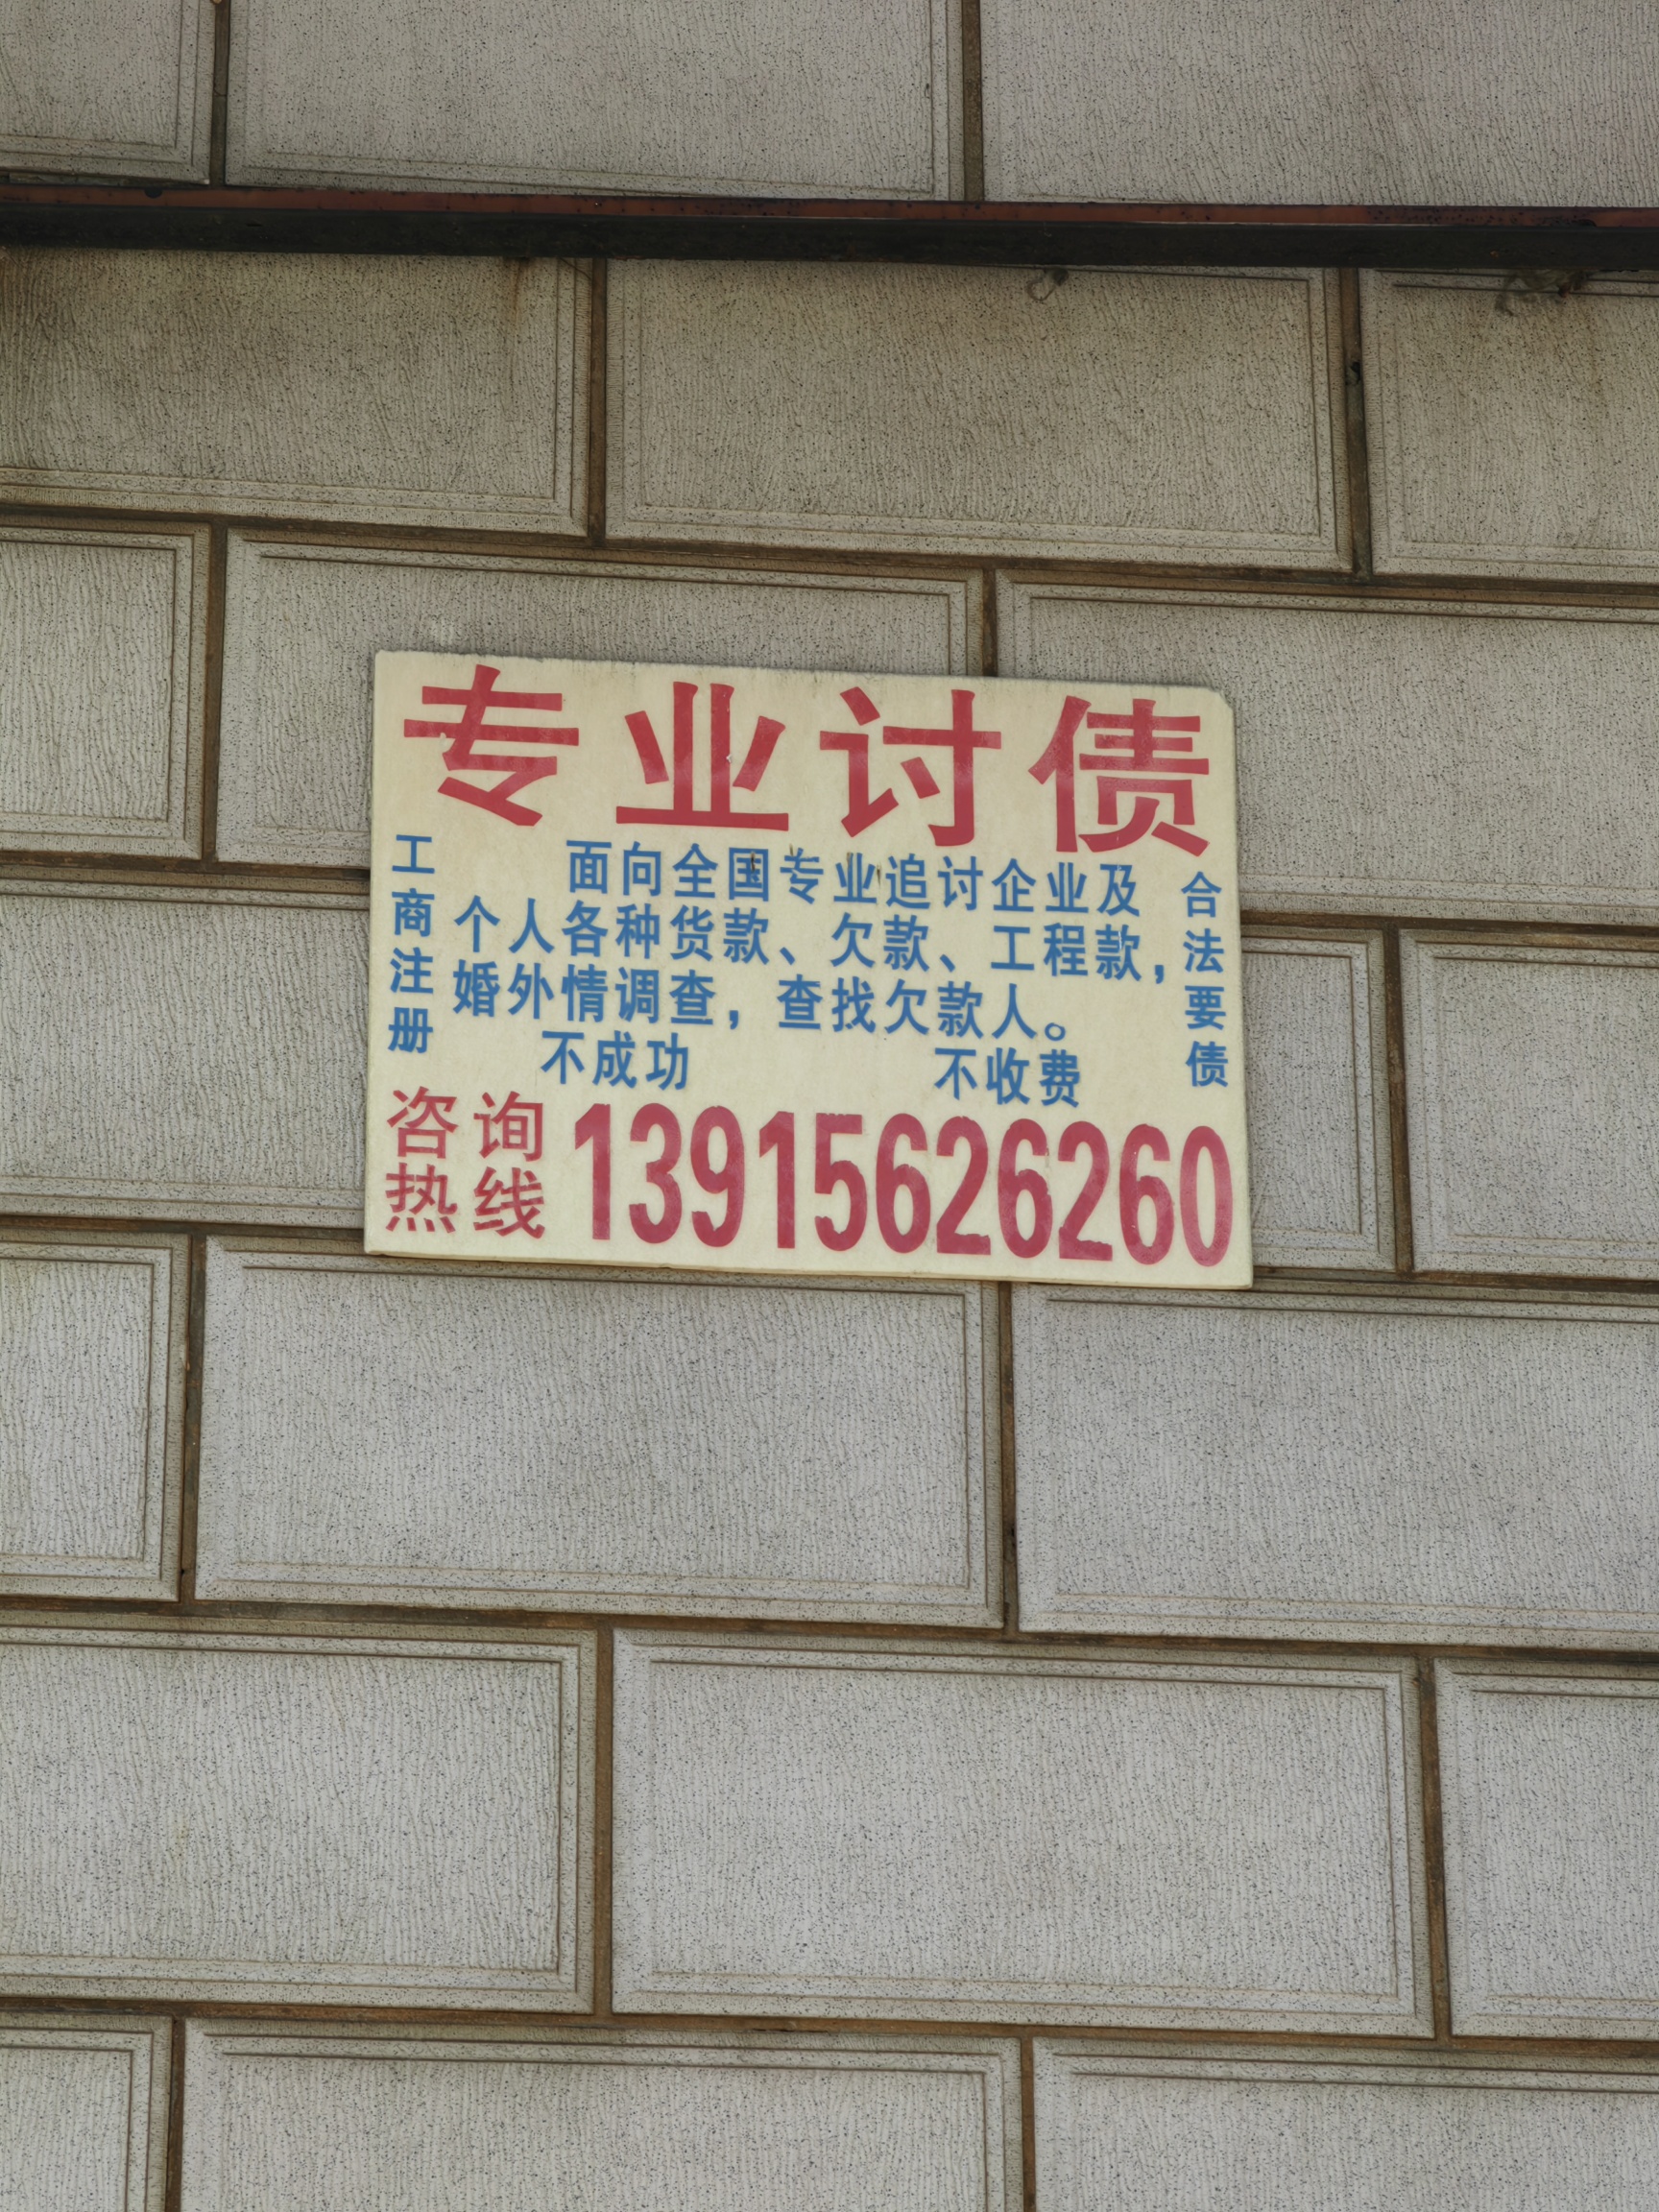 专业讨债
工商注册
面向全国专业追讨企业及
个人各种货款、欠款、工程款，
婚外情调查，查找欠款人。
不成功 不收费
合法要债
咨询
热线
13915626260